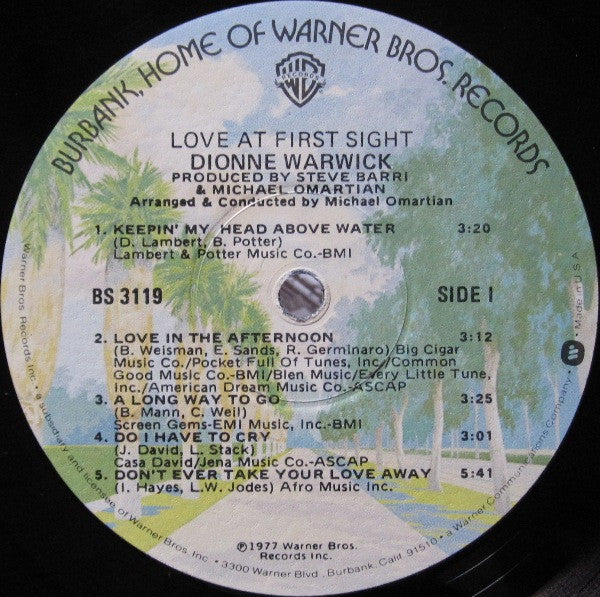 BURBANK, HOME OF WARNER BROS. RECORDS
RECORDS
LOVE AT FIRST SIGHT
DIONNE WARWICK
PRODUCED BY STEVE BARRI
& MICHAEL OMARTIAN
Arranged & Conducted by Michael Omartian
1. KEEPIN' MY HEAD ABOVE WATER 3:20
(D. Lambert, B. Potter)
Lambert & Potter Music Co.-BMI
BS 3119 SIDE I
2. LOVE IN THE AFTERNOON 3:12
(B. Weisman, E. Sands, R. Germinaro)/Big Cigar
Music Co./Pocket Full Of Tunes, Inc./Common
Good Music Co.-BMI/Blen Music/Every Little Tune,
Inc./American Dream Music Co.-ASCAP
3. A LONG WAY TO GO 3:25
(B. Mann, C. Weil)
Screen Gems-EMI Music, Inc.-BMI
4. DO I HAVE TO CRY 3:01
(J. David, L. Stack)
Casa David/Jena Music Co.-ASCAP
5. DON'T EVER TAKE YOUR LOVE AWAY 5:41
(I. Hayes, L.W. Jodes) Afro Music Inc.
℗1977 Warner Bros.
Records Inc.
Warner Bros. Records Inc. • a subsidiary and licensee of Warner Bros. Inc. • 3300 Warner Blvd., Burbank, Calif. 91510 • a Warner Communications Company • Made in U.S.A.